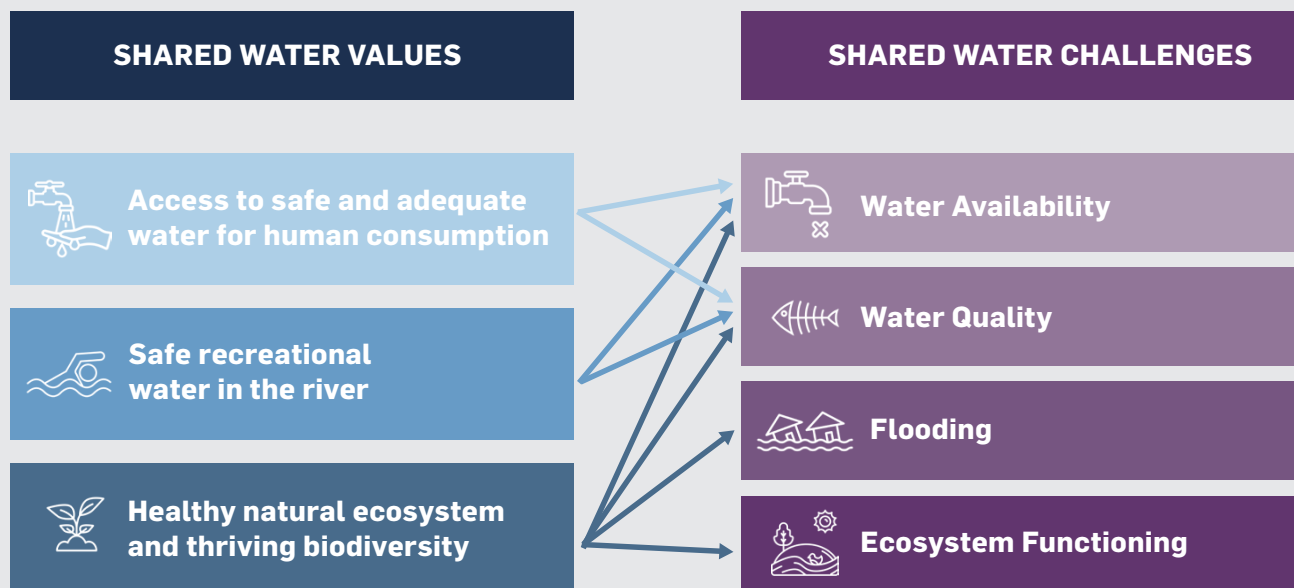 SHARED WATER VALUES
SHARED WATER CHALLENGES
Access to safe and adequate
water for human consumption
Safe recreational
water in the river
Healthy natural ecosystem
and thriving biodiversity
Water Availability
Water Quality
Flooding
Ecosystem Functioning